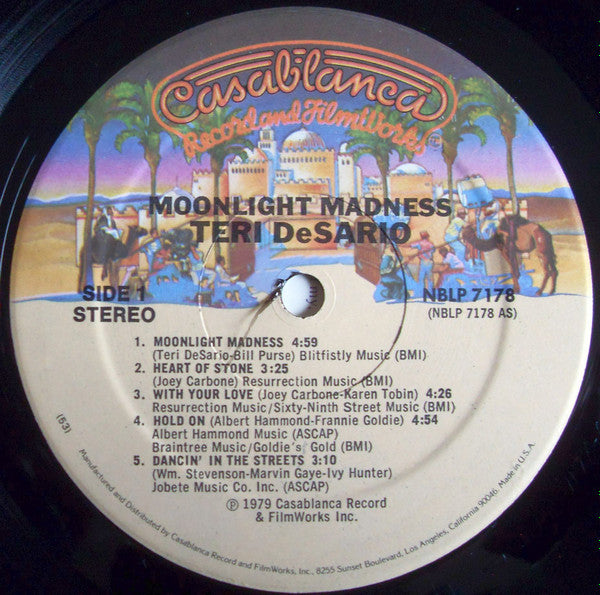 Casablanca
Record and FilmWorks
MOONLIGHT MADNESS
TERI DeSARIO
SIDE 1
STEREO
NBLP 7178
(NBLP 7178 AS)
1. MOONLIGHT MADNESS 4:59
(Teri DeSario-Bill Purse) Blitfistly Music (BMI)
2. HEART OF STONE 3:25
(Joey Carbone) Resurrection Music (BMI)
3. WITH YOUR LOVE (Joey Carbone-Karen Tobin) 4:26
Resurrection Music/Sixty-Ninth Street Music (BMI)
4. HOLD ON (Albert Hammond-Frannie Goldie) 4:54
Albert Hammond Music (ASCAP)
Braintree Music/Goldie's Gold (BMI)
5. DANCIN' IN THE STREETS 3:10
(Wm. Stevenson-Marvin Gaye-Ivy Hunter)
Jobete Music Co. Inc. (ASCAP)
℗ 1979 Casablanca Record
& FilmWorks Inc.
(53)
Manufactured and Distributed by Casablanca Record and FilmWorks, Inc., 8255 Sunset Boulevard, Los Angeles, California 90046. Made in U.S.A.